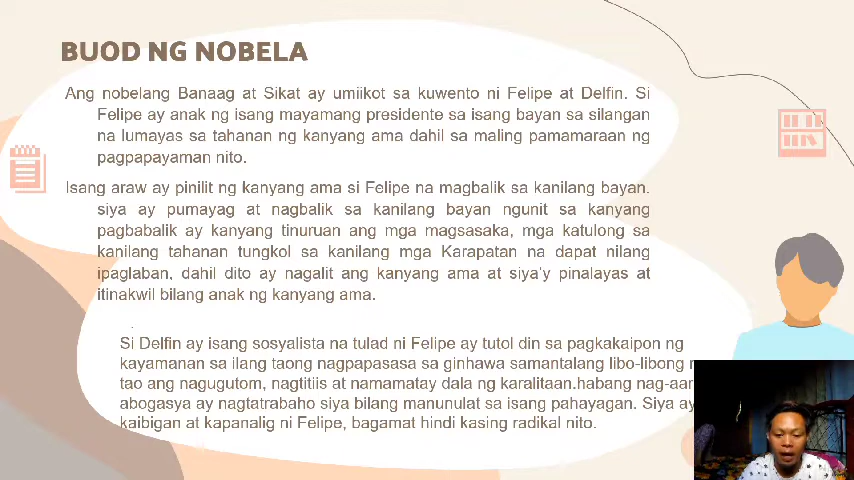 BUOD NG NOBELA
Ang nobelang Banaag at Sikat ay umiikot sa kuwento ni Felipe at Delfin. Si
Felipe ay anak ng isang mayamang presidente sa isang bayan sa silangan
na lumayas sa tahanan ng kanyang ama dahil sa maling pamamaraan ng
pagpapayaman nito.
Isang araw ay pinilit ng kanyang ama si Felipe na magbalik sa kanilang bayan.
siya ay pumayag at nagbalik sa kanilang bayan ngunit sa kanyang
pagbabalik ay kanyang tinuruan ang mga magsasaka, mga katulong sa
kanilang tahanan tungkol sa kanilang mga Karapatan na dapat nilang
ipaglaban, dahil dito ay nagalit ang kanyang ama at siya'y pinalayas at
itinakwil bilang anak ng kanyang ama.
.
Si Delfin ay isang sosyalista na tulad ni Felipe ay tutol din sa pagkakaipon ng
kayamanan sa ilang taong nagpapasasa sa ginhawa samantalang libo-libong
tao ang nagugutom, nagtitiis at namamatay dala ng karalitaan.habang
abogasya ay nagtatrabaho siya bilang manunulat sa isang pahayagan. Siya ay
kaibigan at kapanalig ni Felipe, bagamat hindi kasing radikal nito.